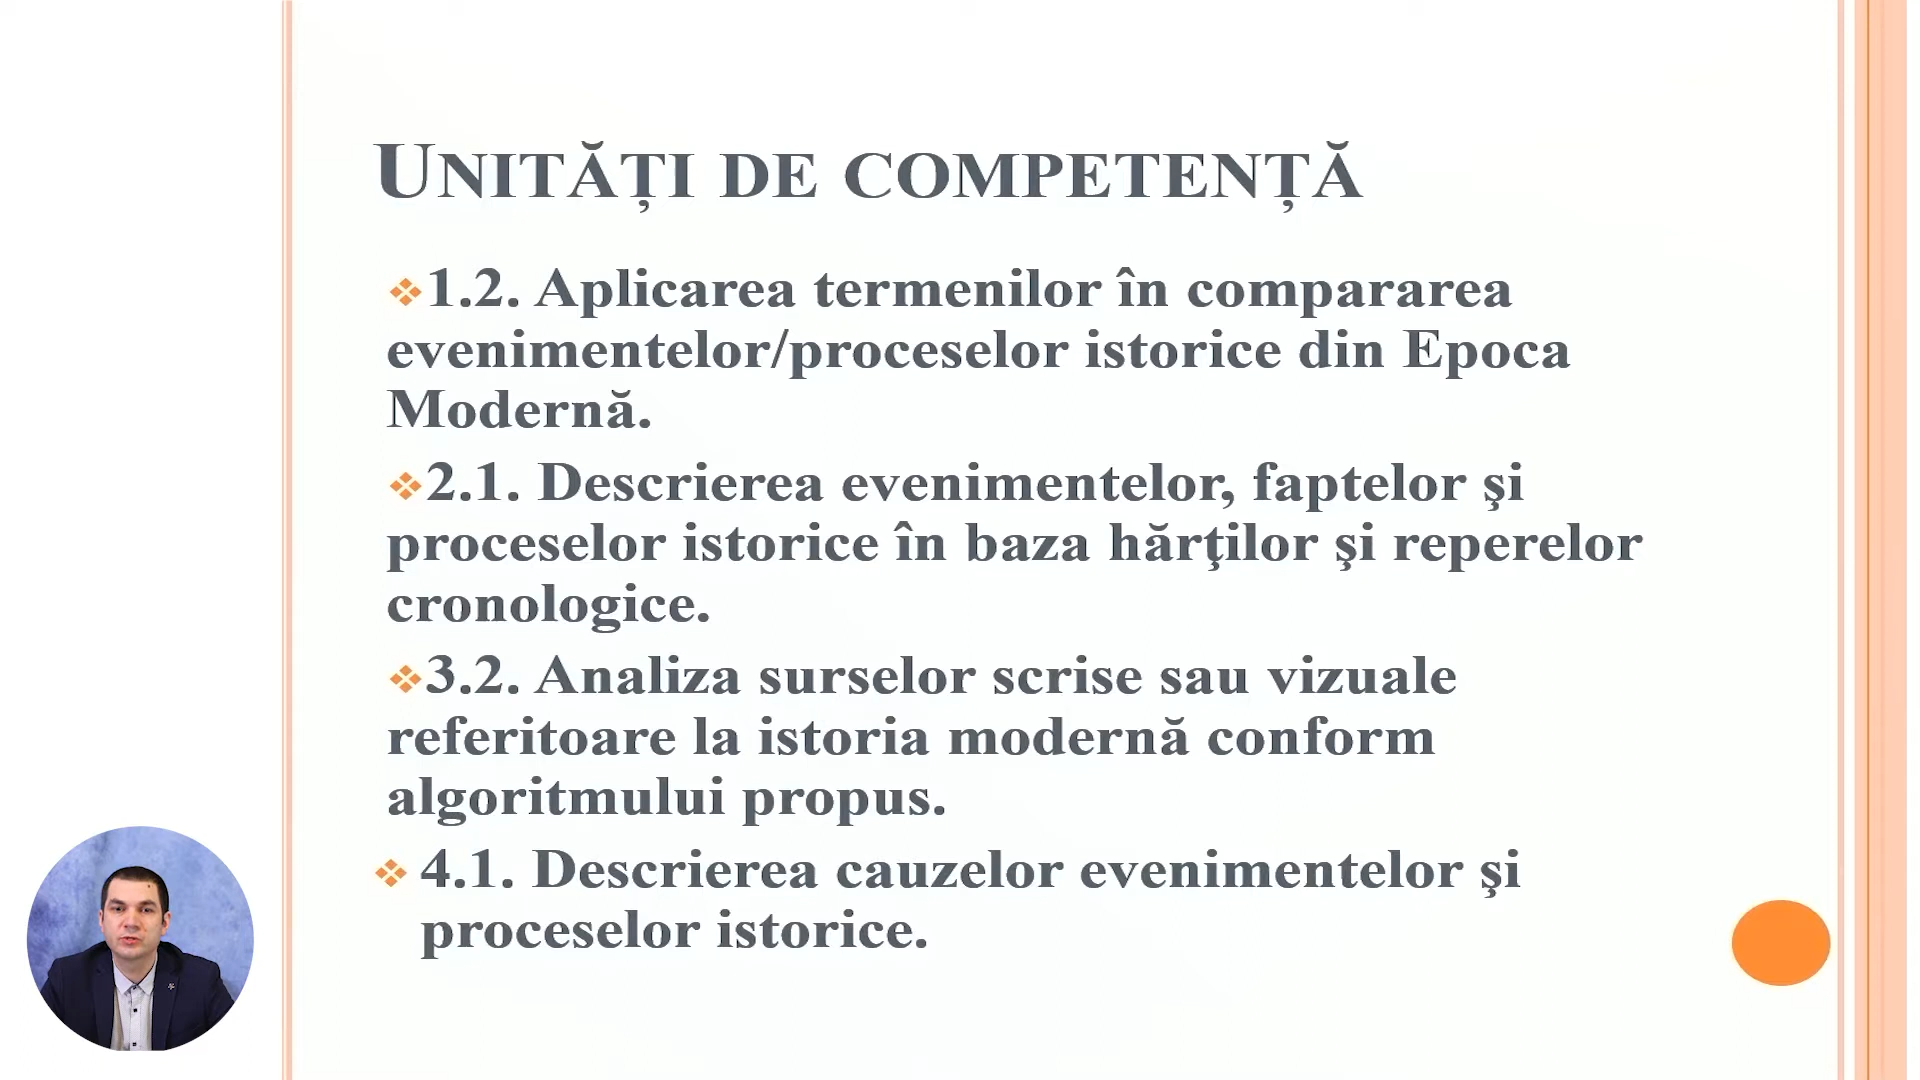 UNITĂȚI DE COMPETENȚĂ
1.2. Aplicarea termenilor în compararea
evenimentelor/proceselor istorice din Epoca
Modernă.
2.1. Descrierea evenimentelor, faptelor şi
proceselor istorice în baza hărţilor şi reperelor
cronologice.
3.2. Analiza surselor scrise sau vizuale
referitoare la istoria modernă conform
algoritmului propus.
4.1. Descrierea cauzelor evenimentelor şi
proceselor istorice.